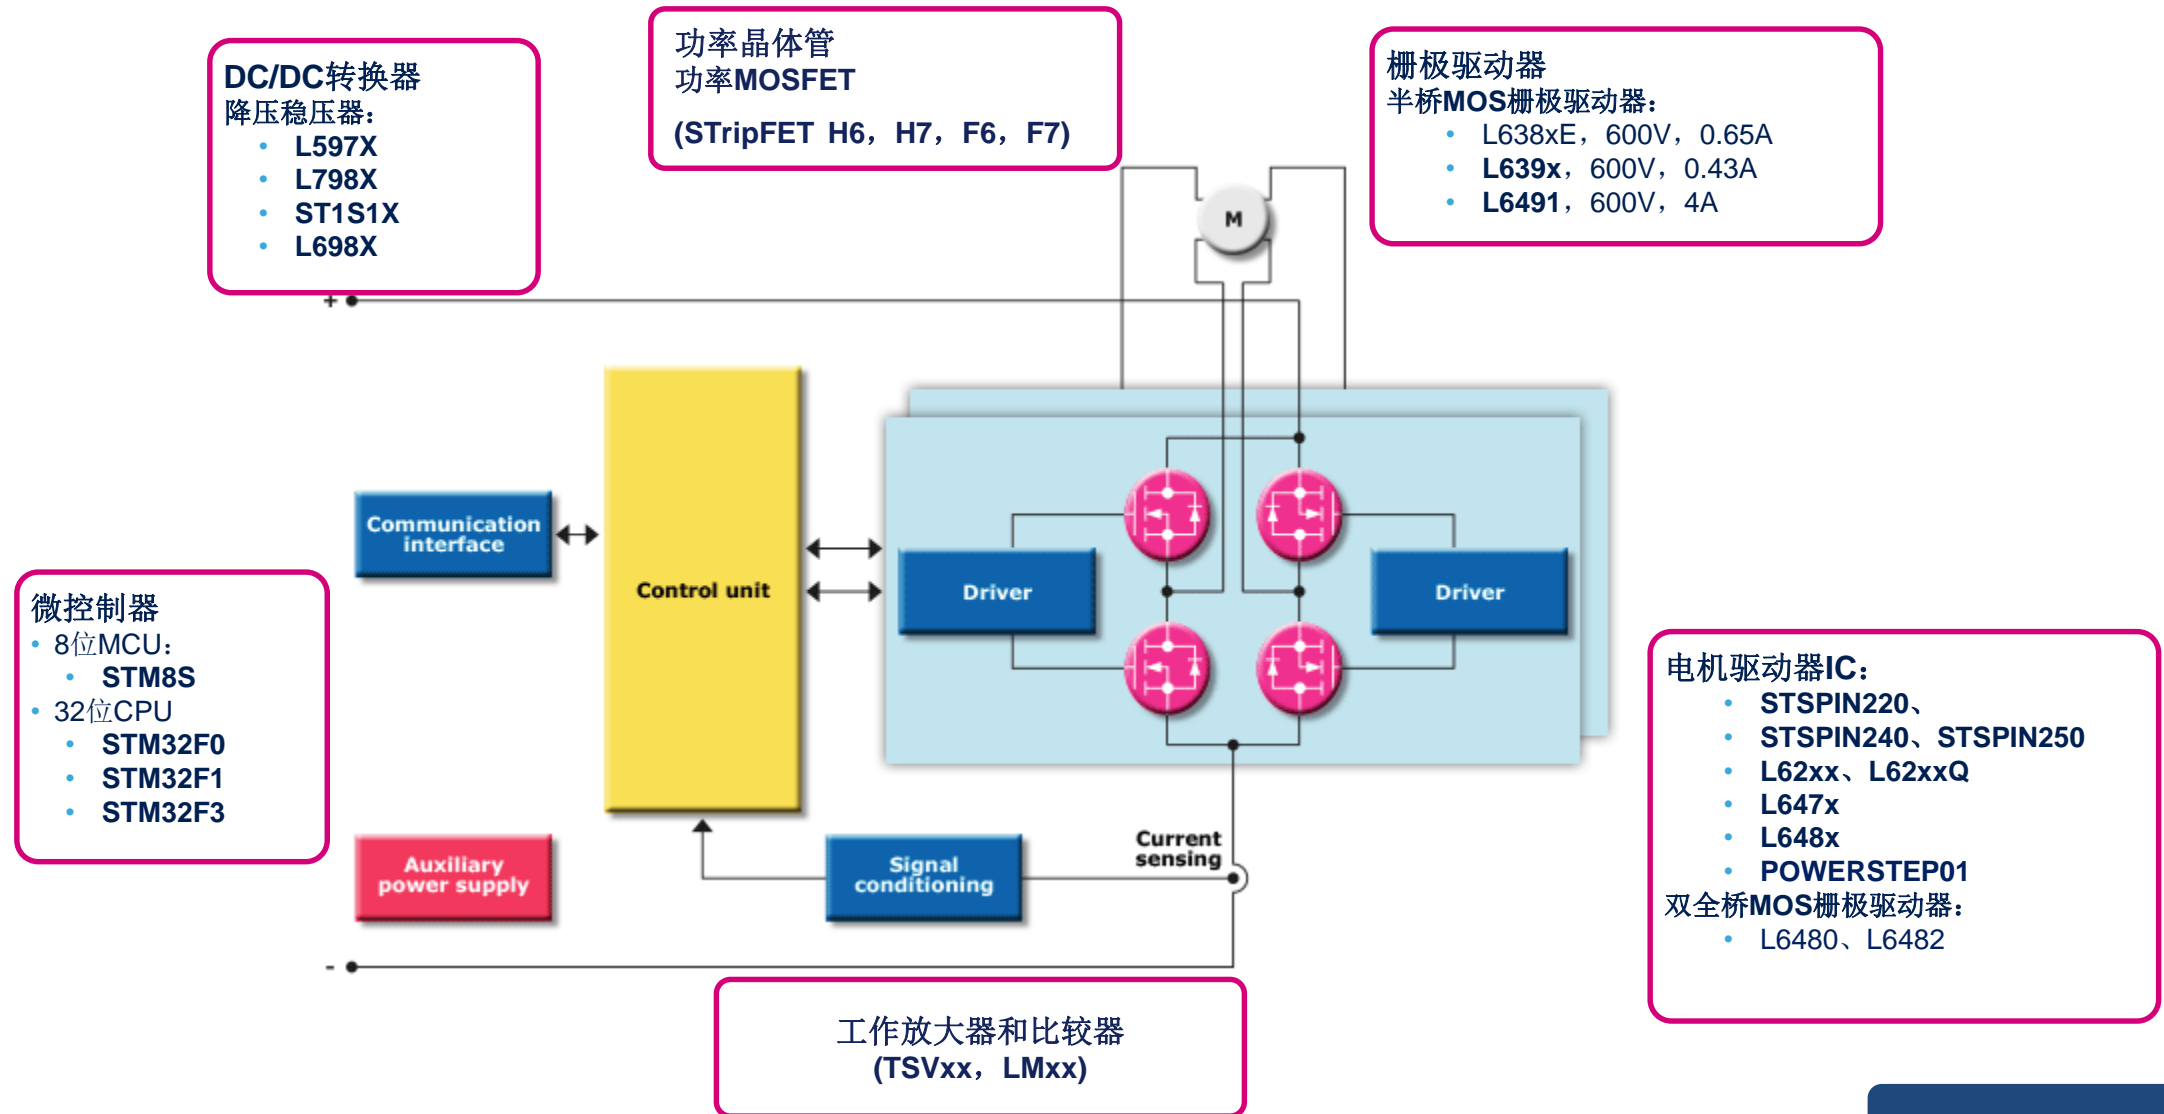 功率晶体管
功率MOSFET
(STripFET H6，H7，F6，F7)
DC/DC转换器
降压稳压器：
• L597X
• L798X
• ST1S1X
• L698X
栅极驱动器
半桥MOS栅极驱动器：
• L638xE，600V，0.65A
• L639x，600V，0.43A
• L6491，600V，4A
M
+
Communication
interface
Control unit
Driver
Driver
微控制器
• 8位MCU：
• STM8S
• 32位CPU
• STM32F0
• STM32F1
• STM32F3
电机驱动器IC：
• STSPIN220、
• STSPIN240、STSPIN250
• L62xx、L62xxQ
• L647x
• L648x
• POWERSTEP01
双全桥MOS栅极驱动器：
• L6480、L6482
Auxiliary
power supply
Signal
conditioning
Current
sensing
-
工作放大器和比较器
(TSVxx，LMxx)